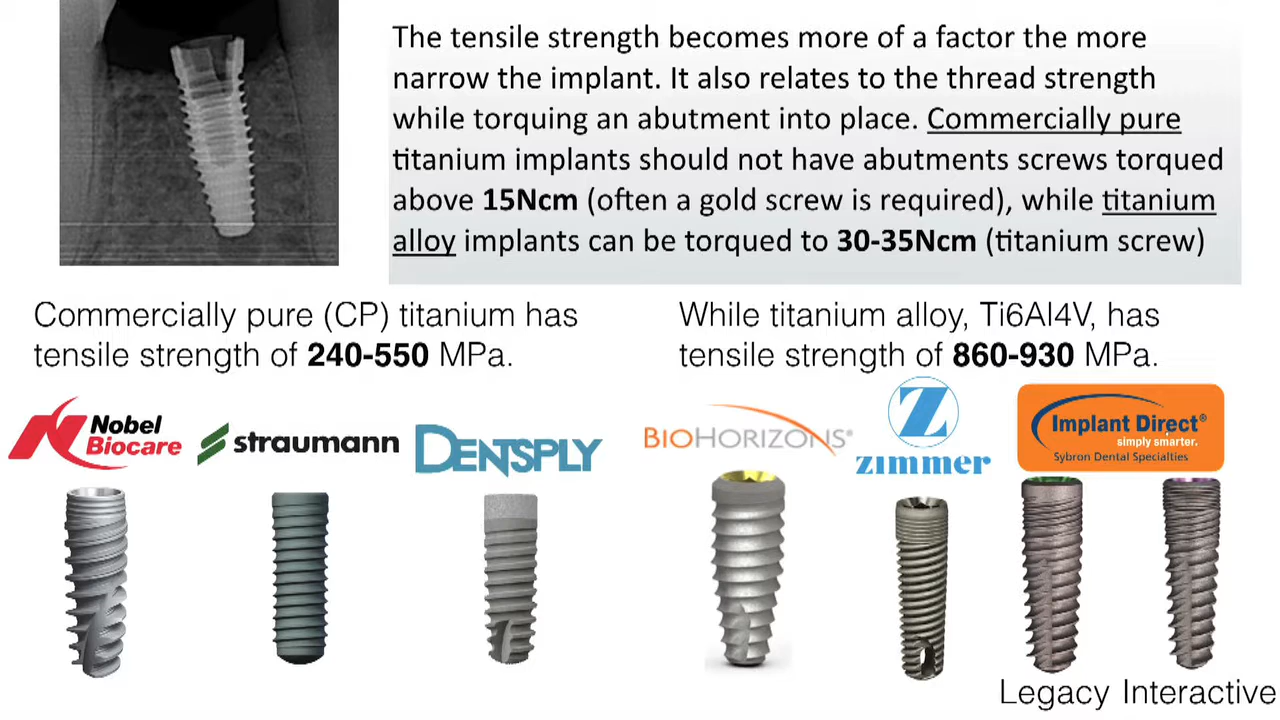 The tensile strength becomes more of a factor the more
narrow the implant. It also relates to the thread strength
while torquing an abutment into place. Commercially pure
titanium implants should not have abutments screws torqued
above 15Ncm (often a gold screw is required), while titanium
alloy implants can be torqued to 30-35Ncm (titanium screw)
Commercially pure (CP) titanium has
tensile strength of 240-550 MPa.
While titanium alloy, Ti6Al4V, has
tensile strength of 860-930 MPa.
Nobel
Biocare
straumann
DENTSPLY
BIOHORIZONS®
Z
zimmer
Implant Direct®
simply smarter.
Sybron Dental Specialties
Legacy Interactive